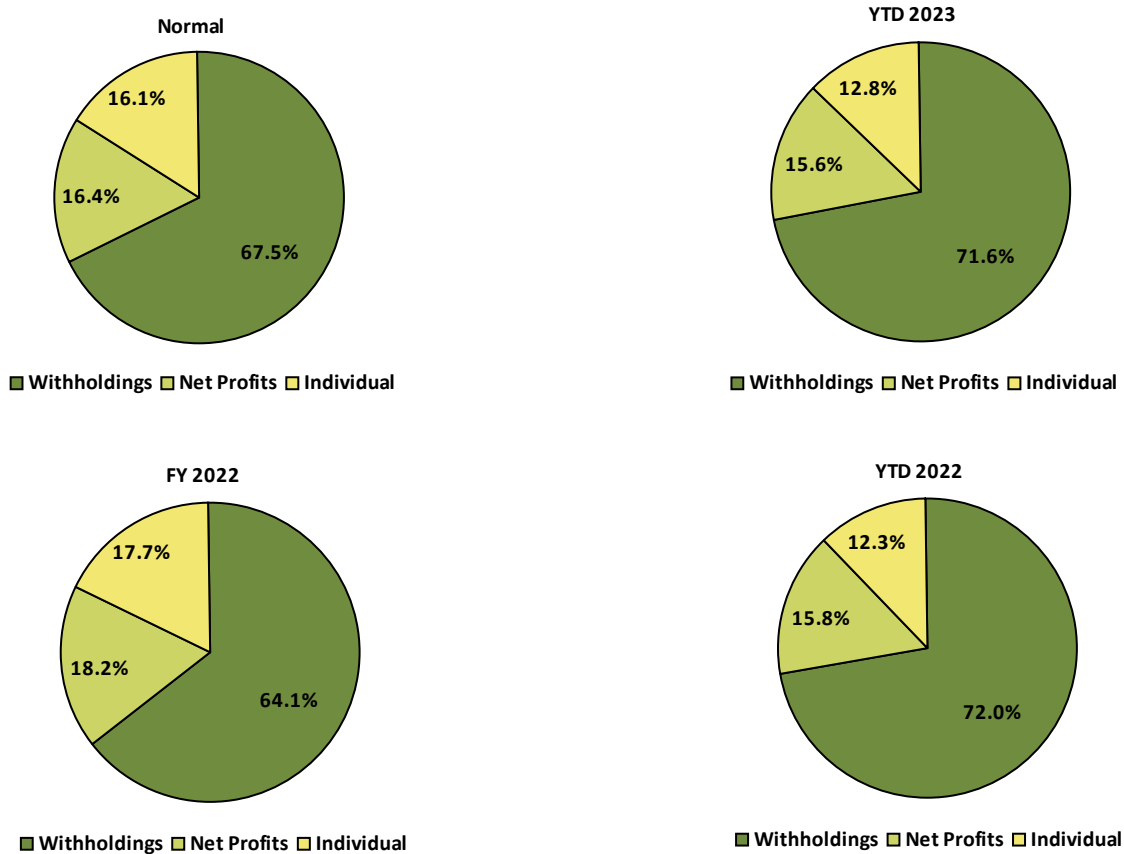 Normal
16.1%
16.4%
67.5%
Withholdings Net Profits Individual
YTD 2023
12.8%
15.6%
71.6%
Withholdings Net Profits Individual
FY 2022
17.7%
18.2%
64.1%
Withholdings Net Profits Individual
YTD 2022
12.3%
15.8%
72.0%
Withholdings Net Profits Individual